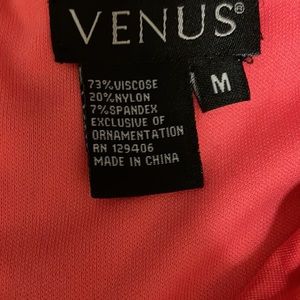 VENUS®
M
73%VISCOSE
20%NYLON
7%SPANDEX
EXCLUSIVE OF
ORNAMENTATION
RN 129406
MADE IN CHINA